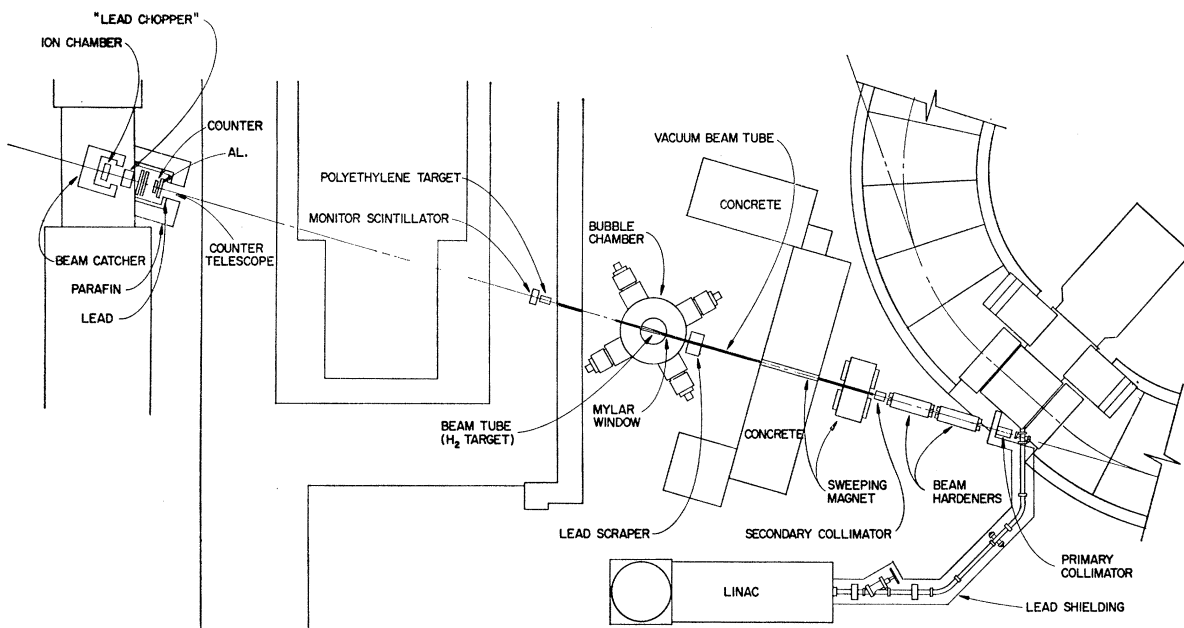 "LEAD CHOPPER"
ION CHAMBER
COUNTER
AL.
BEAM CATCHER
PARAFIN
LEAD
COUNTER
TELESCOPE
POLYETHYLENE TARGET
MONITOR SCINTILLATOR
BUBBLE
CHAMBER
VACUUM BEAM TUBE
CONCRETE
BEAM TUBE
(H2 TARGET)
MYLAR
WINDOW
CONCRETE
SWEEPING
MAGNET
BEAM
HARDENERS
LEAD SCRAPER
SECONDARY COLLIMATOR
PRIMARY
COLLIMATOR
LINAC
LEAD SHIELDING